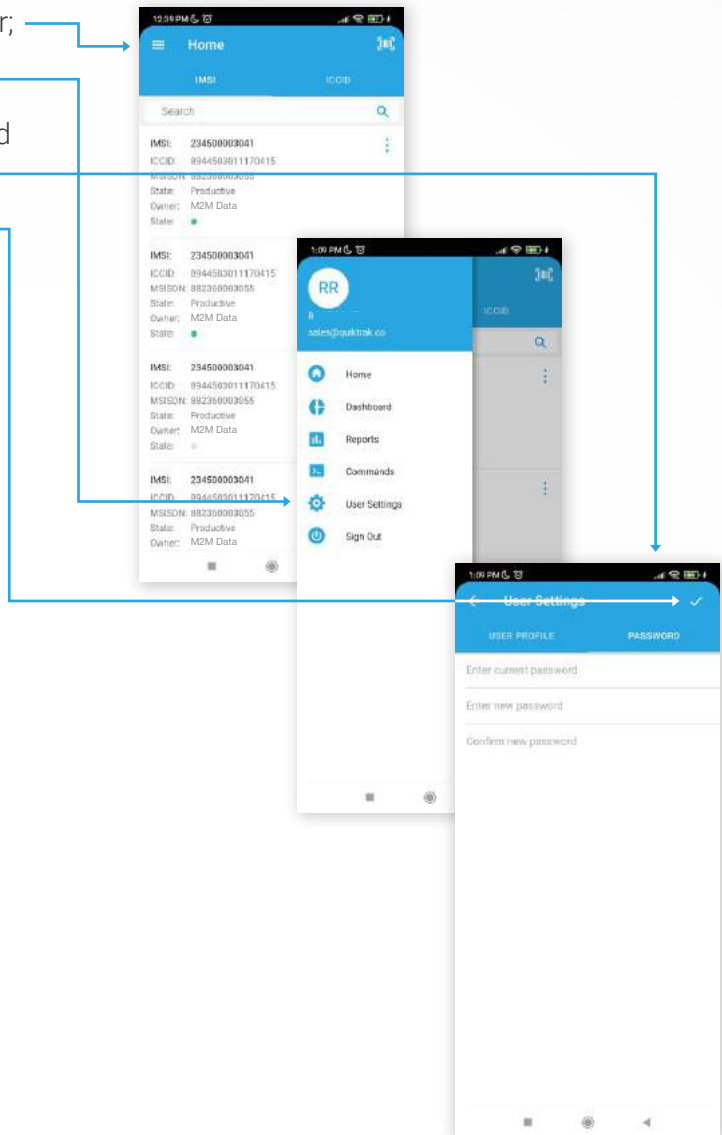 r;
d
12:39 PM
Home
IMSI ICCID
Search
IMSI: 234500003041
ICCID: 8944503011170415
MSISDN: 882360003055
State: Productive
Owner: M2M Data
State:
IMSI: 234500003041
ICCID: 8944503011170415
MSISDN: 882360003055
State: Productive
Owner: M2M Data
State:
IMSI: 234500003041
ICCID: 8944503011170415
MSISDN: 882360003055
State: Productive
Owner: M2M Data
State:
IMSI: 234500003041
ICCID: 8944503011170415
MSISDN: 882360003055
State: Productive
Owner: M2M Data
1:09 PM
RR
R
sales@quiktrak.co
ICCID
Home
Dashboard
Reports
Commands
User Settings
Sign Out
1:09 PM
User Settings
USER PROFILE PASSWORD
Enter current password
Enter new password
Confirm new password